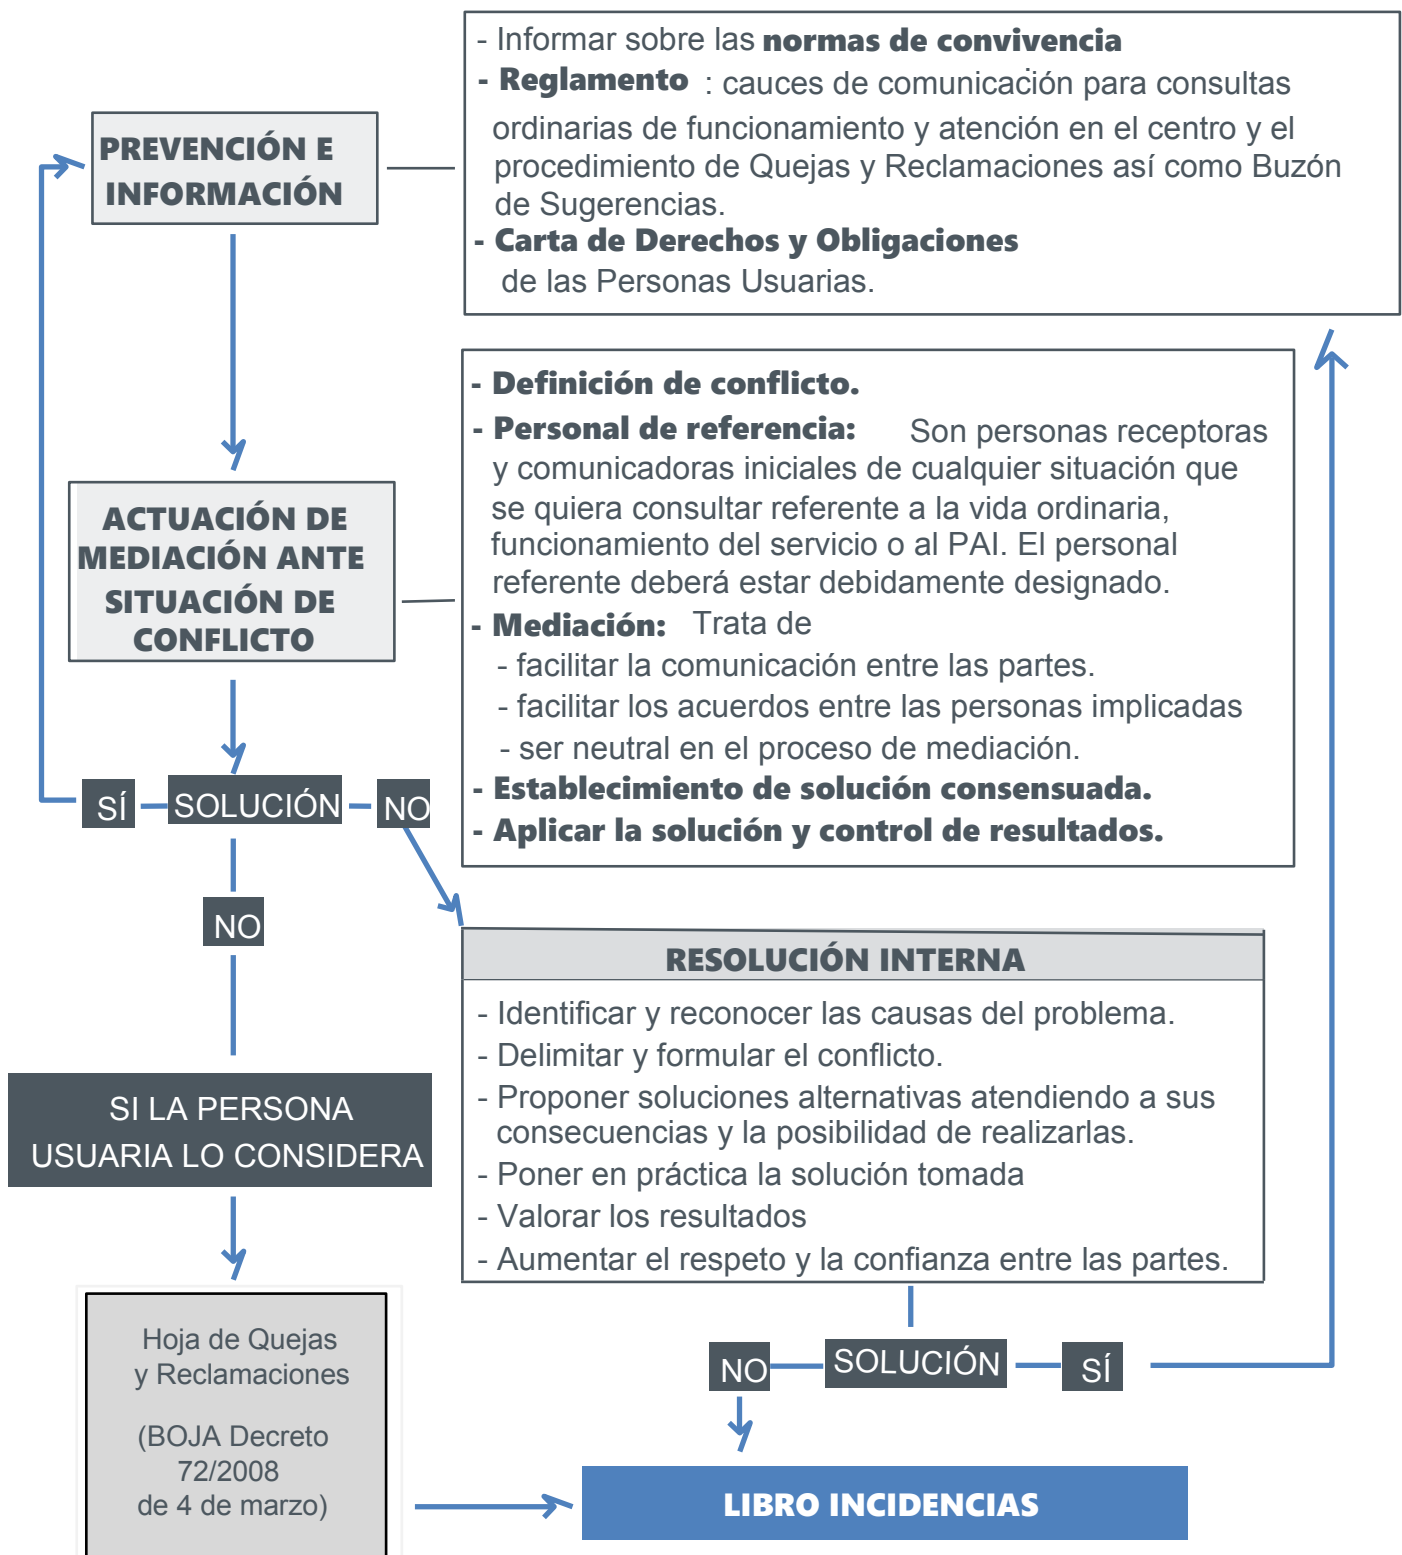 - Informar sobre las normas de convivencia
- Reglamento : cauces de comunicación para consultas
ordinarias de funcionamiento y atención en el centro y el
procedimiento de Quejas y Reclamaciones así como Buzón
de Sugerencias.
- Carta de Derechos y Obligaciones
de las Personas Usuarias.
PREVENCIÓN E
INFORMACIÓN
- Definición de conflicto.
- Personal de referencia: Son personas receptoras
y comunicadoras iniciales de cualquier situación que
se quiera consultar referente a la vida ordinaria,
funcionamiento del servicio o al PAI. El personal
referente deberá estar debidamente designado.
- Mediación: Trata de
- facilitar la comunicación entre las partes.
- facilitar los acuerdos entre las personas implicadas
- ser neutral en el proceso de mediación.
- Establecimiento de solución consensuada.
- Aplicar la solución y control de resultados.
ACTUACIÓN DE
MEDIACIÓN ANTE
SITUACIÓN DE
CONFLICTO
SÍ
SOLUCIÓN
NO
NO
RESOLUCIÓN INTERNA
- Identificar y reconocer las causas del problema.
- Delimitar y formular el conflicto.
- Proponer soluciones alternativas atendiendo a sus
consecuencias y la posibilidad de realizarlas.
- Poner en práctica la solución tomada
- Valorar los resultados
- Aumentar el respeto y la confianza entre las partes.
SI LA PERSONA
USUARIA LO CONSIDERA
Hoja de Quejas
y Reclamaciones
(BOJA Decreto
72/2008
de 4 de marzo)
NO
SOLUCIÓN
SÍ
LIBRO INCIDENCIAS